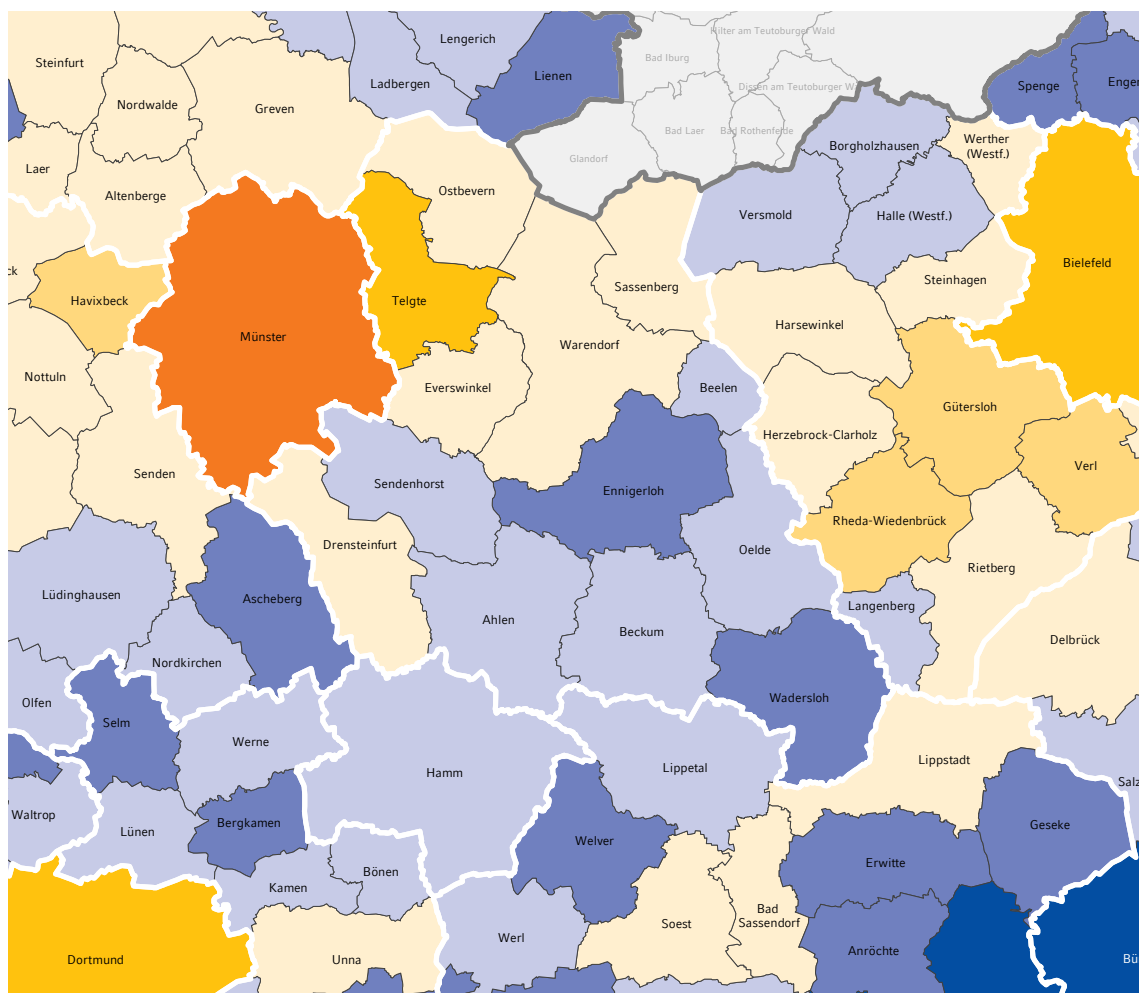 Hilter am Teutoburger Wald
Lengerich
Steinfurt
Bad Iburg
Lienen
Ladbergen
Spenge
Enger
Dissen am Teutoburger W
Nordwalde
Greven
Bad Laer
Bad Rothenfelde
Borgholzhausen
Werther
(Westf.)
Glandorf
Laer
Altenberge
Ostbevern
Versmold
Halle (Westf.)
Bielefeld
ck
Steinhagen
Sassenberg
Havixbeck
Telgte
Harsewinkel
Münster
Warendorf
Nottuln
Everswinkel
Beelen
Gütersloh
Herzebrock-Clarholz
Verl
Senden
Sendenhorst
Ennigerloh
Rheda-Wiedenbrück
Drensteinfurt
Oelde
Rietberg
Lüdinghausen
Ascheberg
Langenberg
Ahlen
Beckum
Delbrück
Nordkirchen
Wadersloh
Olfen
Selm
Werne
Lippstadt
Lippetal
Hamm
Salz
Waltrop
Bergkamen
Geseke
Lünen
Welver
Erwitte
Bönen
Kamen
Bad
Sassendorf
Soest
Werl
Anröchte
Dortmund
Unna
Bü